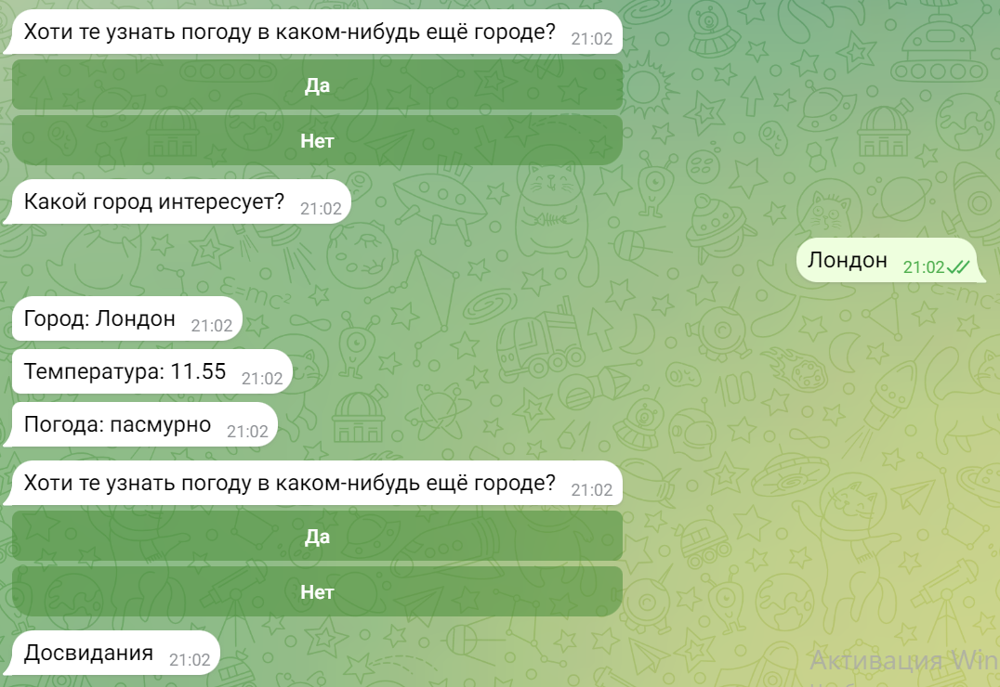 Хоти те узнать погоду в каком-нибудь ещё городе? 21:02
Да
Нет
Какой город интересует? 21:02
Лондон 21:02
Город: Лондон 21:02
Температура: 11.55 21:02
Погода: пасмурно 21:02
Хоти те узнать погоду в каком-нибудь ещё городе? 21:02
Да
Нет
Досвидания 21:02
Активация Win